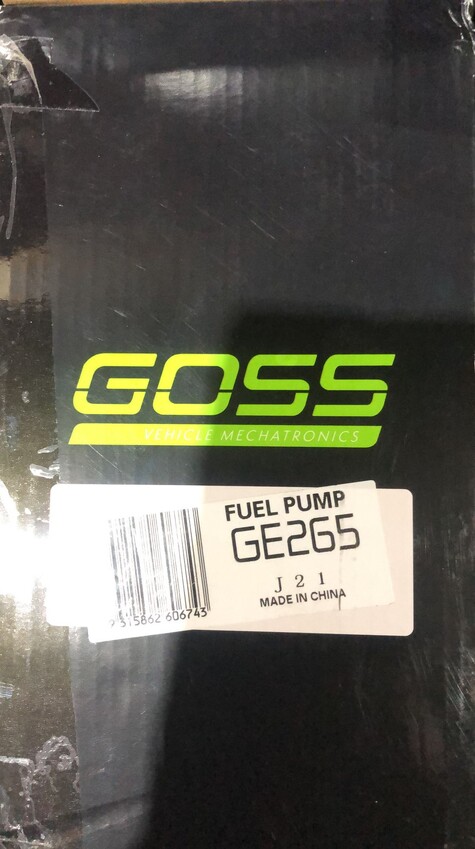 GOSS
VEHICLE MECHATRONICS
FUEL PUMP
GE265
J 2 1
MADE IN CHINA
9 315862 606743